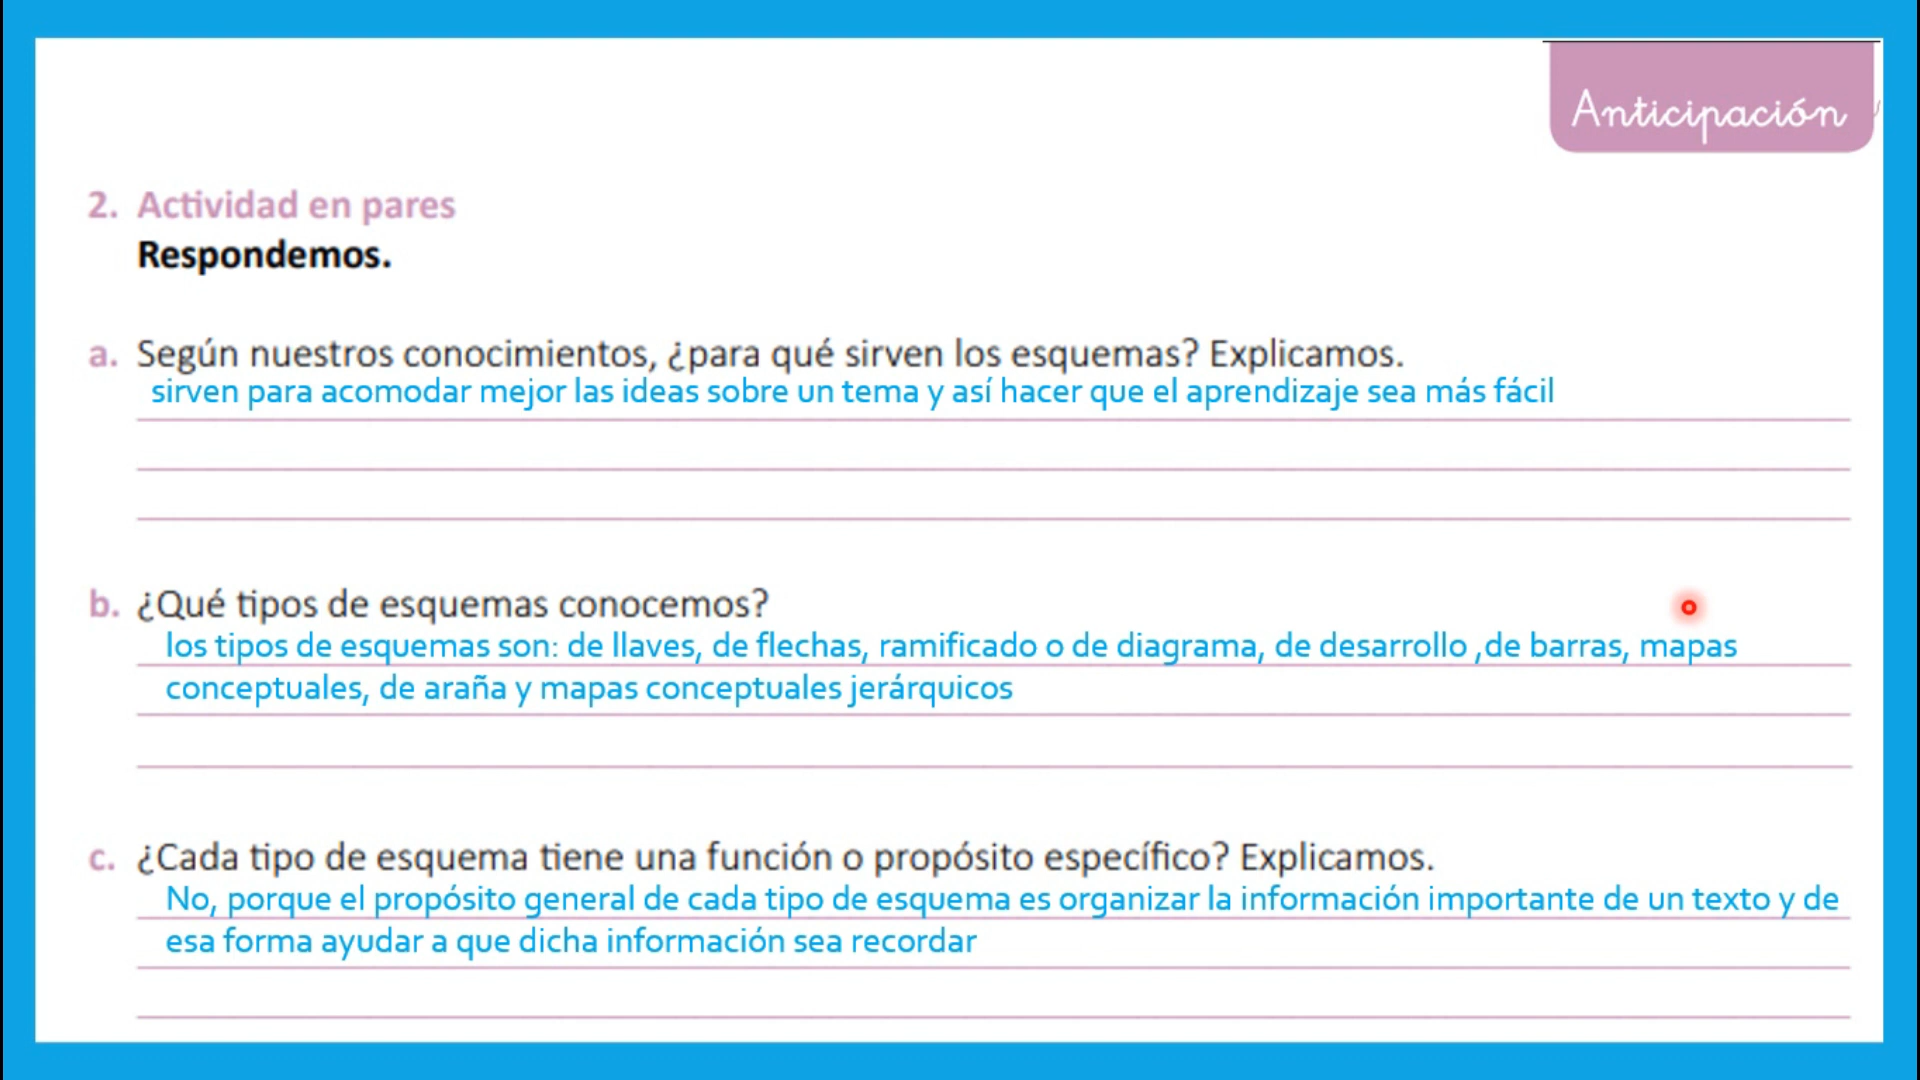 Anticipación
2. Actividad en pares
Respondemos.
a. Según nuestros conocimientos, ¿para qué sirven los esquemas? Explicamos.
sirven para acomodar mejor las ideas sobre un tema y así hacer que el aprendizaje sea más fácil
b. ¿Qué tipos de esquemas conocemos?
los tipos de esquemas son: de llaves, de flechas, ramificado o de diagrama, de desarrollo ,de barras, mapas
conceptuales, de araña y mapas conceptuales jerárquicos
c. ¿Cada tipo de esquema tiene una función o propósito específico? Explicamos.
No, porque el propósito general de cada tipo de esquema es organizar la información importante de un texto y de
esa forma ayudar a que dicha información sea recordar